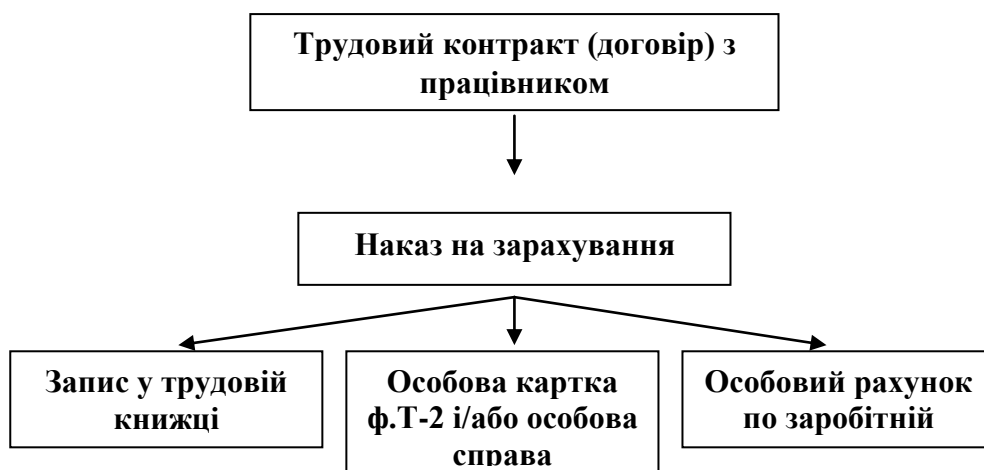 Трудовий контракт (договір) з
працівником
Наказ на зарахування
Запис у трудовій
книжці
Особова картка
ф.Т-2 і/або особова
справа
Особовий рахунок
по заробітній